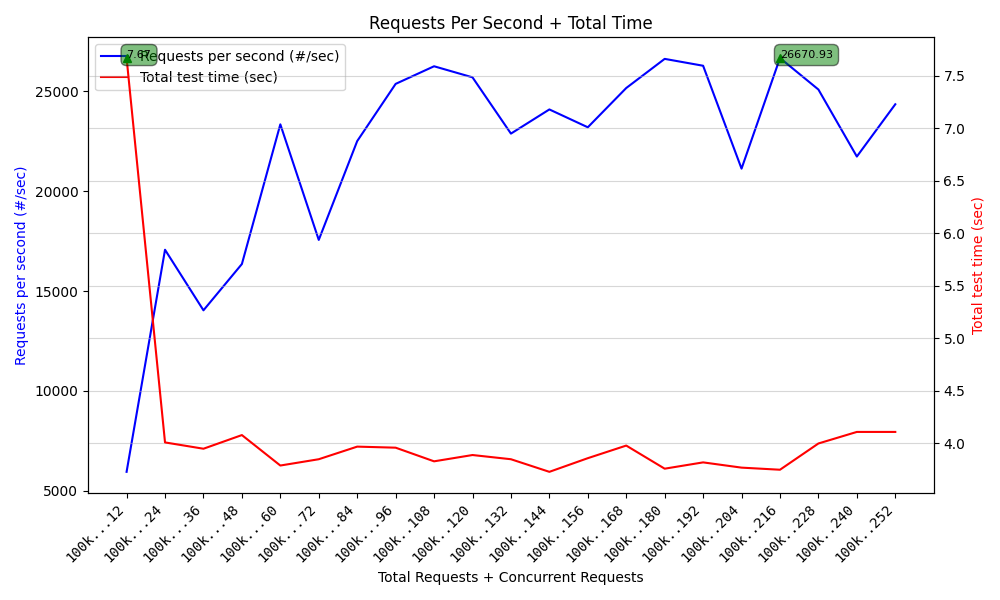 Requests Per Second + Total Time
7.67
Requests per second (#/sec)
Total test time (sec)
26670.93
Requests per second (#/sec)
25000
20000
15000
10000
5000
7.5
7.0
6.5
6.0
5.5
5.0
4.5
4.0
Total test time (sec)
100k...12
100k...24
100k...36
100k...48
100k...60
100k...72
100k...84
100k...96
100k..108
100k..120
100k..132
100k..144
100k..156
100k..168
100k..180
100k..192
100k..204
100k..216
100k..228
100k..240
100k..252
Total Requests + Concurrent Requests